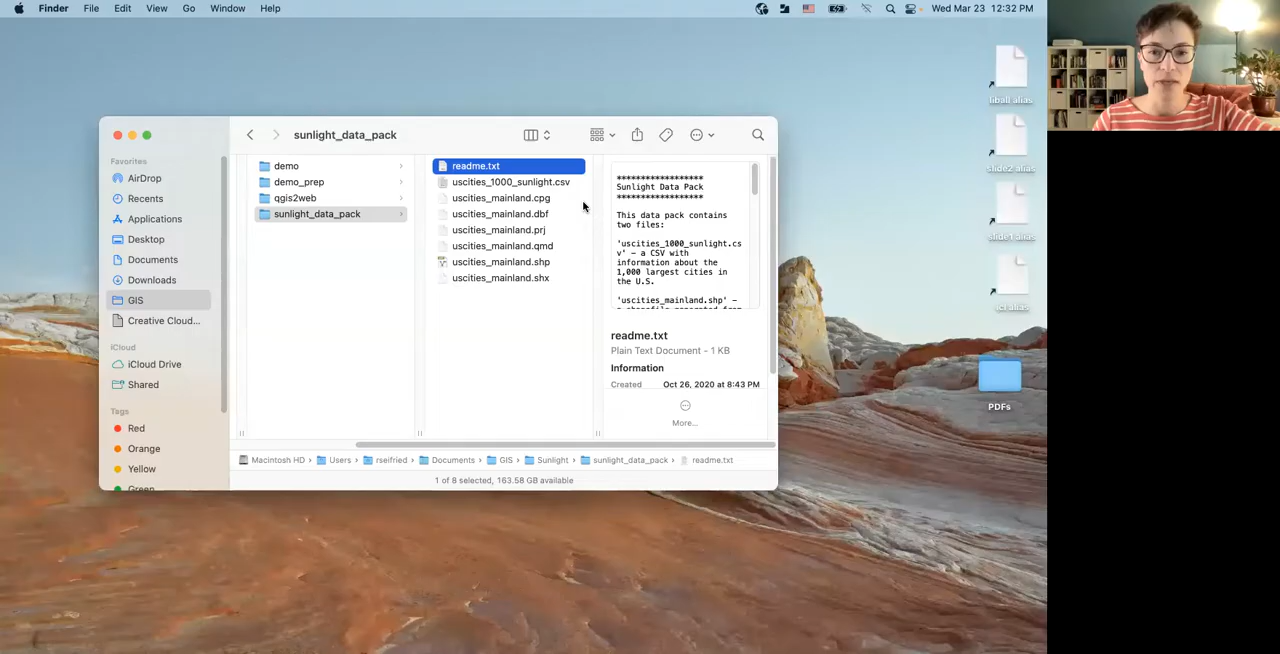 Finder File Edit View Go Window Help Wed Mar 23 12:32 PM
sunlight_data_pack
Favorites
AirDrop
Recents
Applications
Desktop
Documents
Downloads
GIS
Creative Cloud...
iCloud
iCloud Drive
Shared
Tags
Red
Orange
Yellow
Green
demo
demo_prep
qgis2web
sunlight_data_pack
readme.txt
uscities_1000_sunlight.csv
uscities_mainland.cpg
uscities_mainland.dbf
uscities_mainland.prj
uscities_mainland.qmd
uscities_mainland.shp
uscities_mainland.shx
******************
Sunlight Data Pack
******************
This data pack contains
two files:
'uscities_1000_sunlight.cs
v' – a CSV with
information about the
1,000 largest cities in
the U.S.
'uscities_mainland.shp' –
readme.txt
Plain Text Document - 1 KB
Information
Created Oct 26, 2020 at 8:43 PM
More...
Macintosh HD › Users › rseifried › Documents › GIS › Sunlight › sunlight_data_pack › readme.txt
1 of 8 selected, 163.58 GB available
slide2 alias
slide1 alias
PDFs